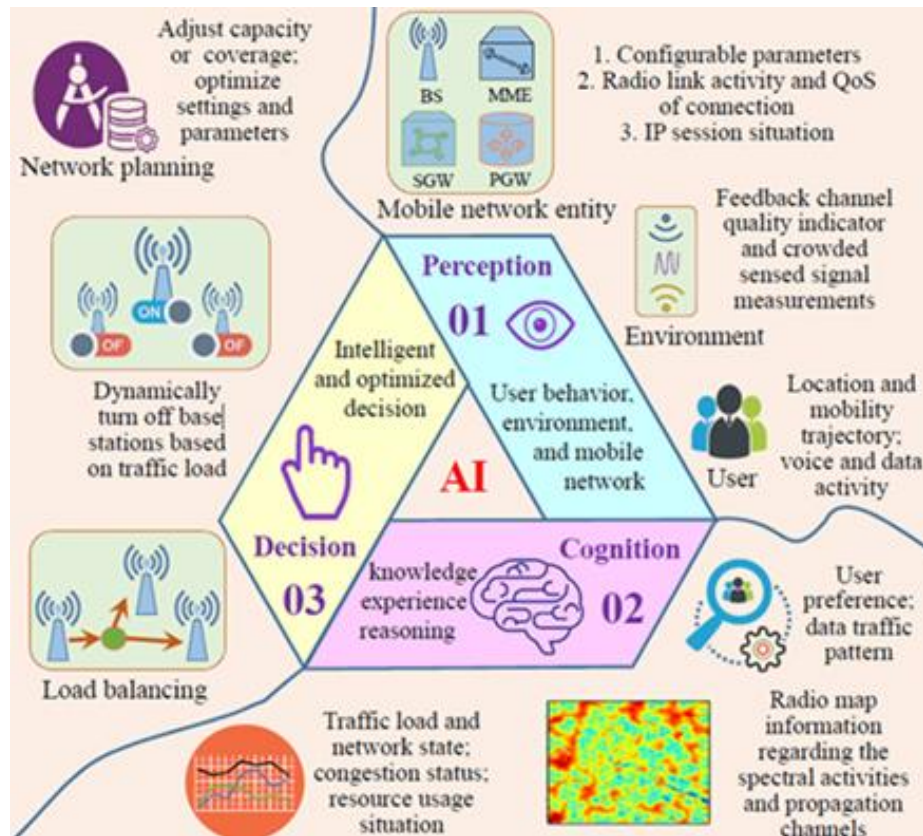 Adjust capacity
or coverage;
optimize
settings and
parameters
Network planning
BS
MME
SGW
PGW
Mobile network entity
1. Configurable parameters
2. Radio link activity and QoS
of connection
3. IP session situation
Feedback channel
quality indicator
and crowded
sensed signal
measurements
Environment
Location and
mobility
trajectory;
voice and data
activity
User
ON
OF
OF
Dynamically
turn off base
stations based
on traffic load
Load balancing
Perception
01
User behavior,
environment,
and mobile
network
Intelligent
and optimized
decision
Decision
03
AI
Cognition
02
knowledge
experience
reasoning
User
preference;
data traffic
pattern
Traffic load and
network state;
congestion status;
resource usage
situation
Radio map
information
regarding the
spectral activities
and propagation
channels